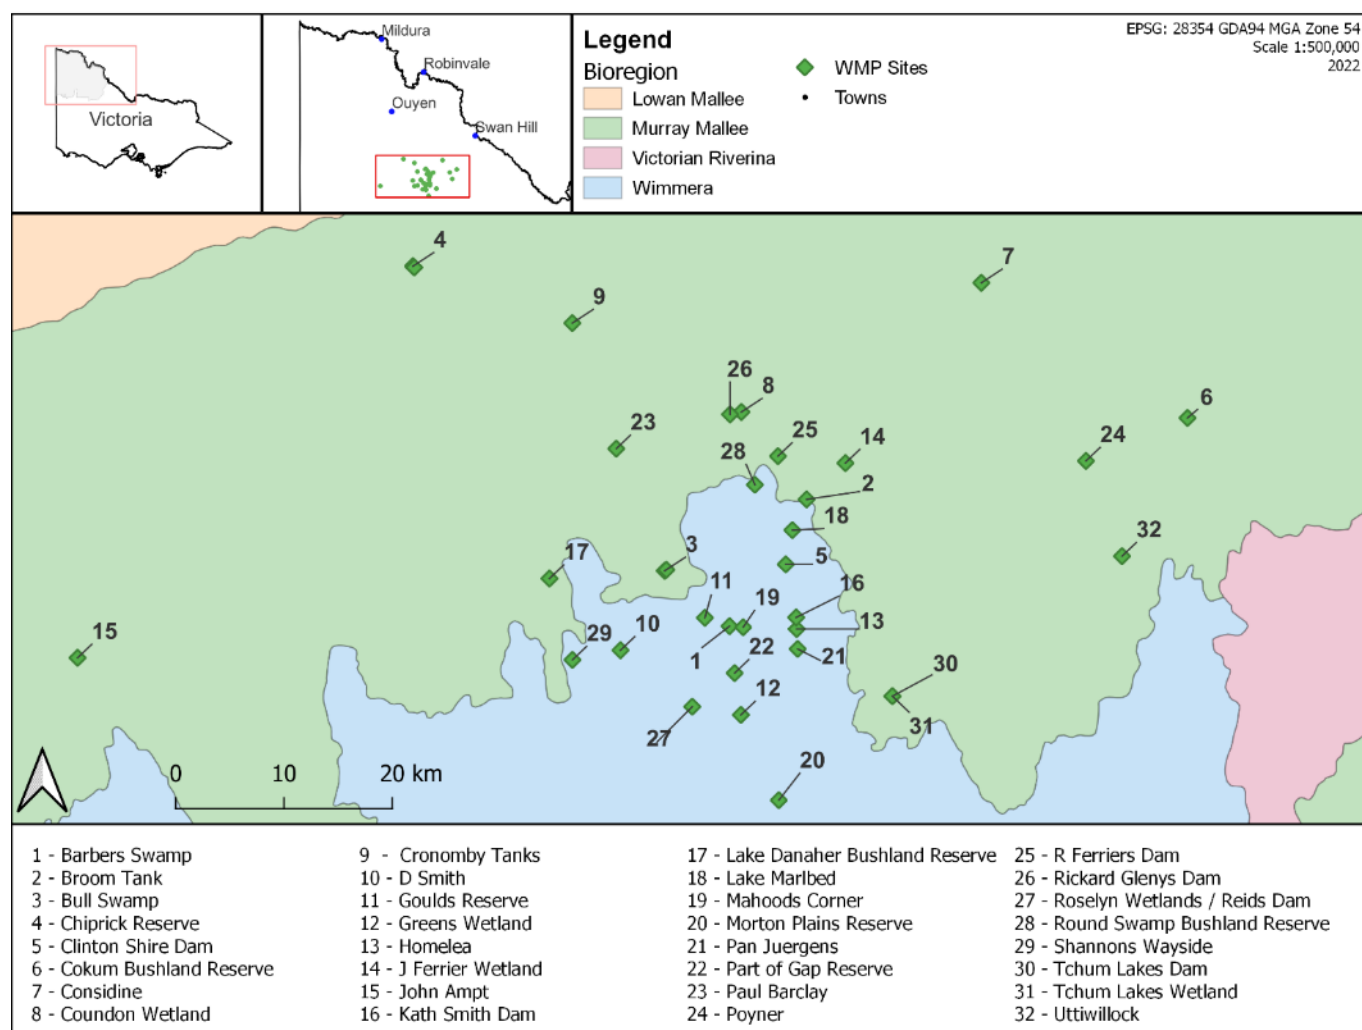 Victoria
Mildura
Robinvale
Ouyen
Swan Hill
Legend
Bioregion
Lowan Mallee
Murray Mallee
Victorian Riverina
Wimmera
WMP Sites
Towns
EPSG: 28354 GDA94 MGA Zone 54
Scale 1:500,000
2022
4
7
9
26
8
6
23
25
14
24
28
2
18
32
17
3
5
11
19
16
13
15
29
10
1
22
21
30
12
27
31
20
0 10 20 km
1 - Barbers Swamp
2 - Broom Tank
3 - Bull Swamp
4 - Chiprick Reserve
5 - Clinton Shire Dam
6 - Cokum Bushland Reserve
7 - Considine
8 - Coundon Wetland
9 - Cronomby Tanks
10 - D Smith
11 - Goulds Reserve
12 - Greens Wetland
13 - Homelea
14 - J Ferrier Wetland
15 - John Ampt
16 - Kath Smith Dam
17 - Lake Danaher Bushland Reserve
18 - Lake Marlbed
19 - Mahoods Corner
20 - Morton Plains Reserve
21 - Pan Juergens
22 - Part of Gap Reserve
23 - Paul Barclay
24 - Poyner
25 - R Ferriers Dam
26 - Rickard Glenys Dam
27 - Roselyn Wetlands / Reids Dam
28 - Round Swamp Bushland Reserve
29 - Shannons Wayside
30 - Tchum Lakes Dam
31 - Tchum Lakes Wetland
32 - Uttiwillock